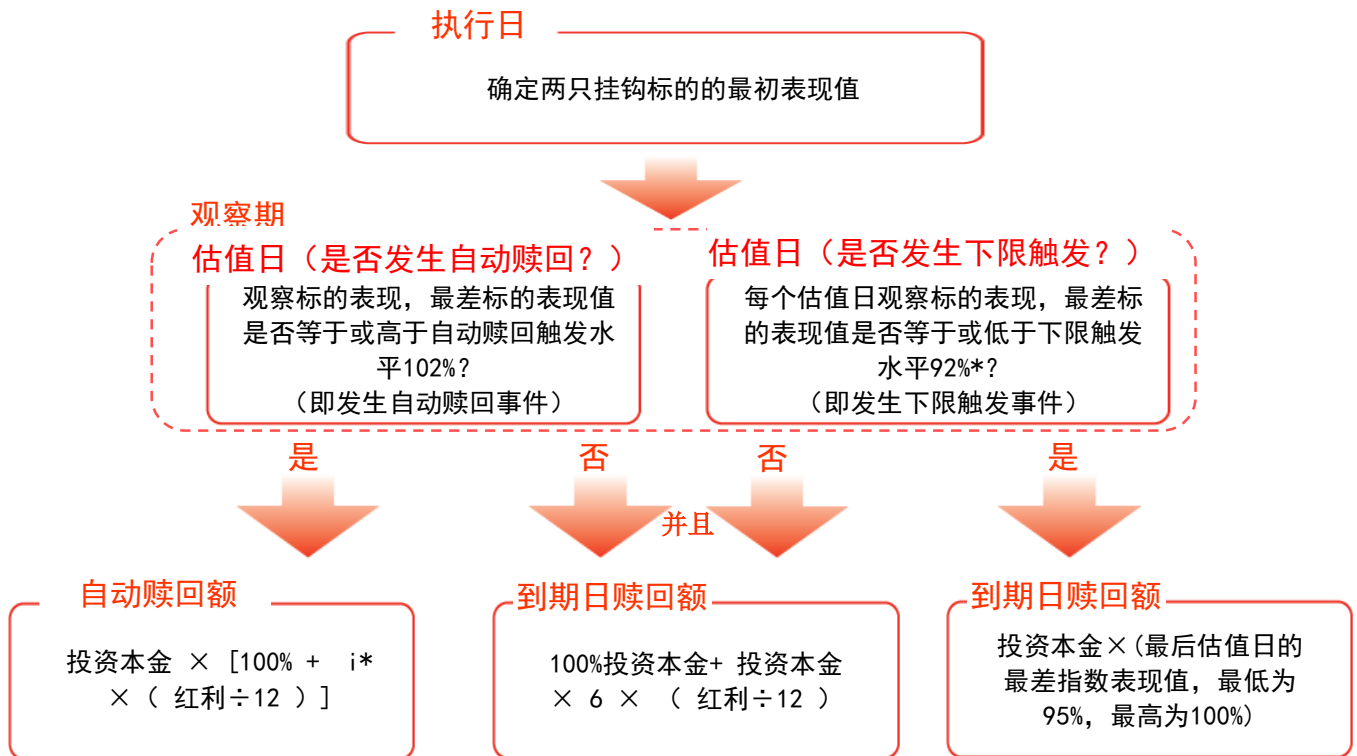 执行日
确定两只挂钩标的的最初表现值
观察期
估值日（是否发生自动赎回？）
观察标的表现，最差标的表现值
是否等于或高于自动赎回触发水
平102%？
（即发生自动赎回事件）
估值日（是否发生下限触发？）
每个估值日观察标的表现，最差标
的表现值是否等于或低于下限触发
水平92%*？
（即发生下限触发事件）
是
否
否
是
并且
自动赎回额
投资本金 × [100% + i*
×（ 红利÷12 ）]
到期日赎回额
100%投资本金+ 投资本金
× 6 × （ 红利÷12 ）
到期日赎回额
投资本金×(最后估值日的
最差指数表现值，最低为
95%，最高为100%)